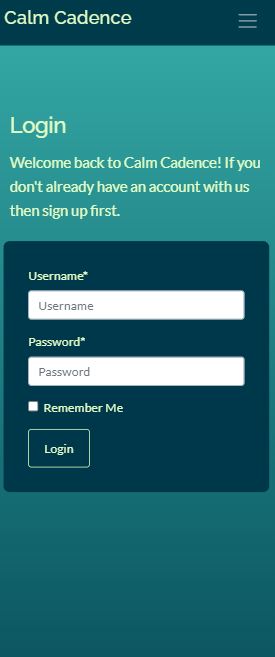 Calm Cadence
Login
Welcome back to Calm Cadence! If you
don't already have an account with us
then sign up first.
Username*
Username
Password*
Password
Remember Me
Login